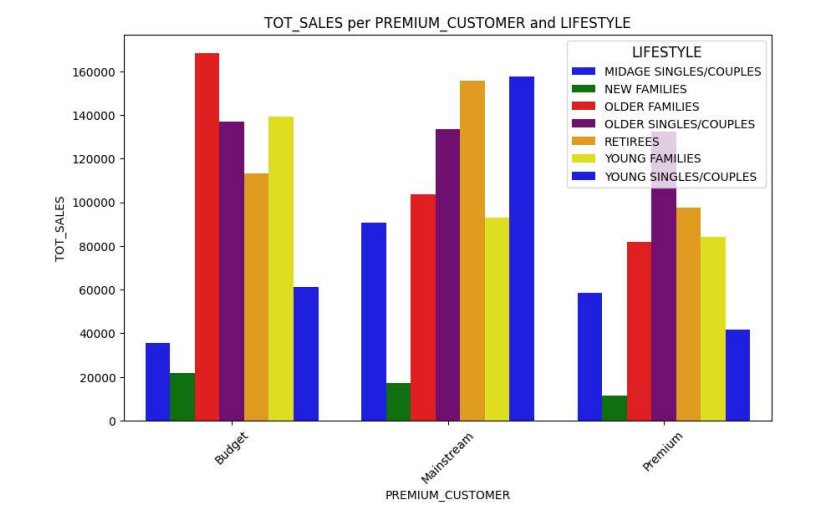 TOT_SALES per PREMIUM_CUSTOMER and LIFESTYLE
LIFESTYLE
MIDAGE SINGLES/COUPLES
NEW FAMILIES
OLDER FAMILIES
OLDER SINGLES/COUPLES
RETIREES
YOUNG FAMILIES
YOUNG SINGLES/COUPLES
TOT_SALES
160000
140000
120000
100000
80000
60000
40000
20000
0
Budget
Mainstream
Premium
PREMIUM_CUSTOMER